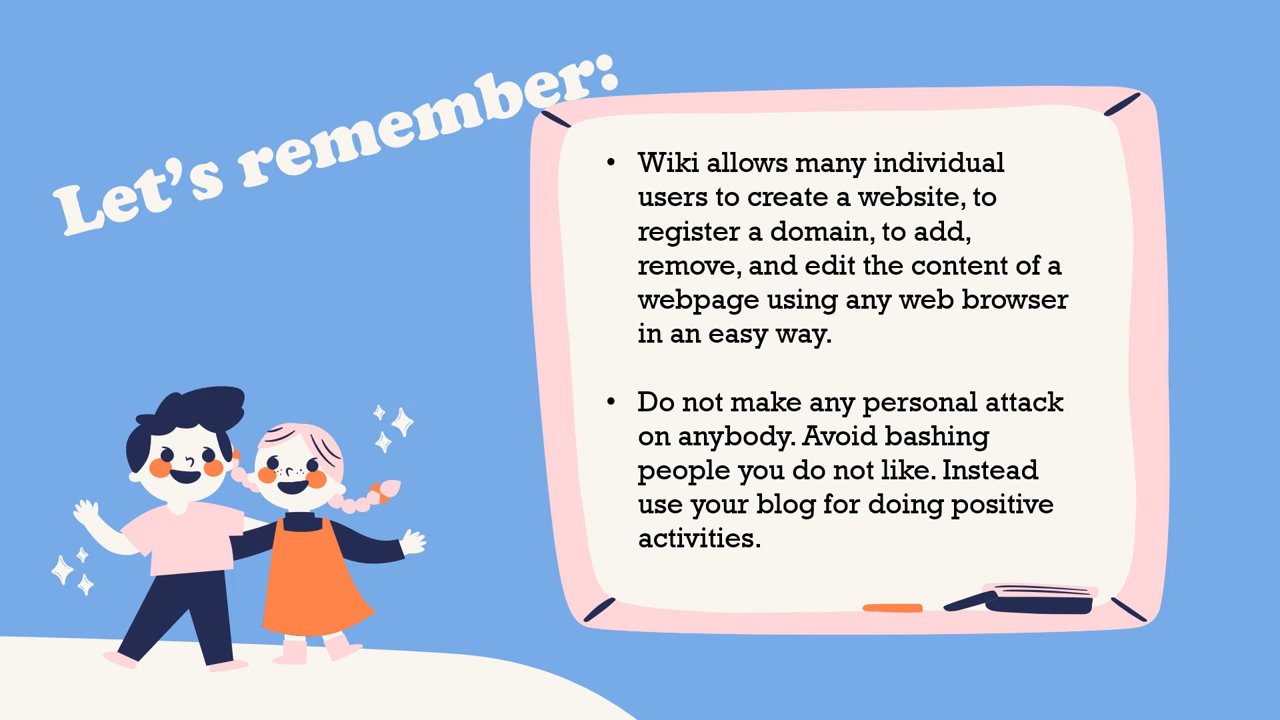 Let's remember:
• Wiki allows many individual
users to create a website, to
register a domain, to add,
remove, and edit the content of a
webpage using any web browser
in an easy way.
• Do not make any personal attack
on anybody. Avoid bashing
people you do not like. Instead
use your blog for doing positive
activities.